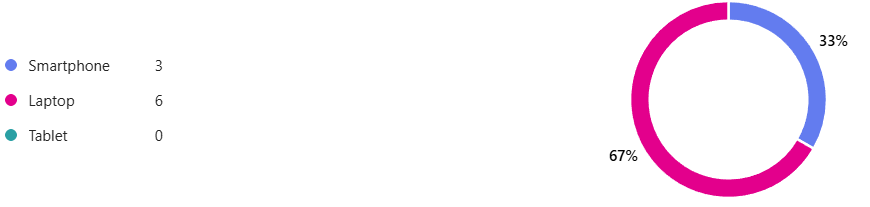 Smartphone 3
Laptop 6
Tablet 0
33%
67%